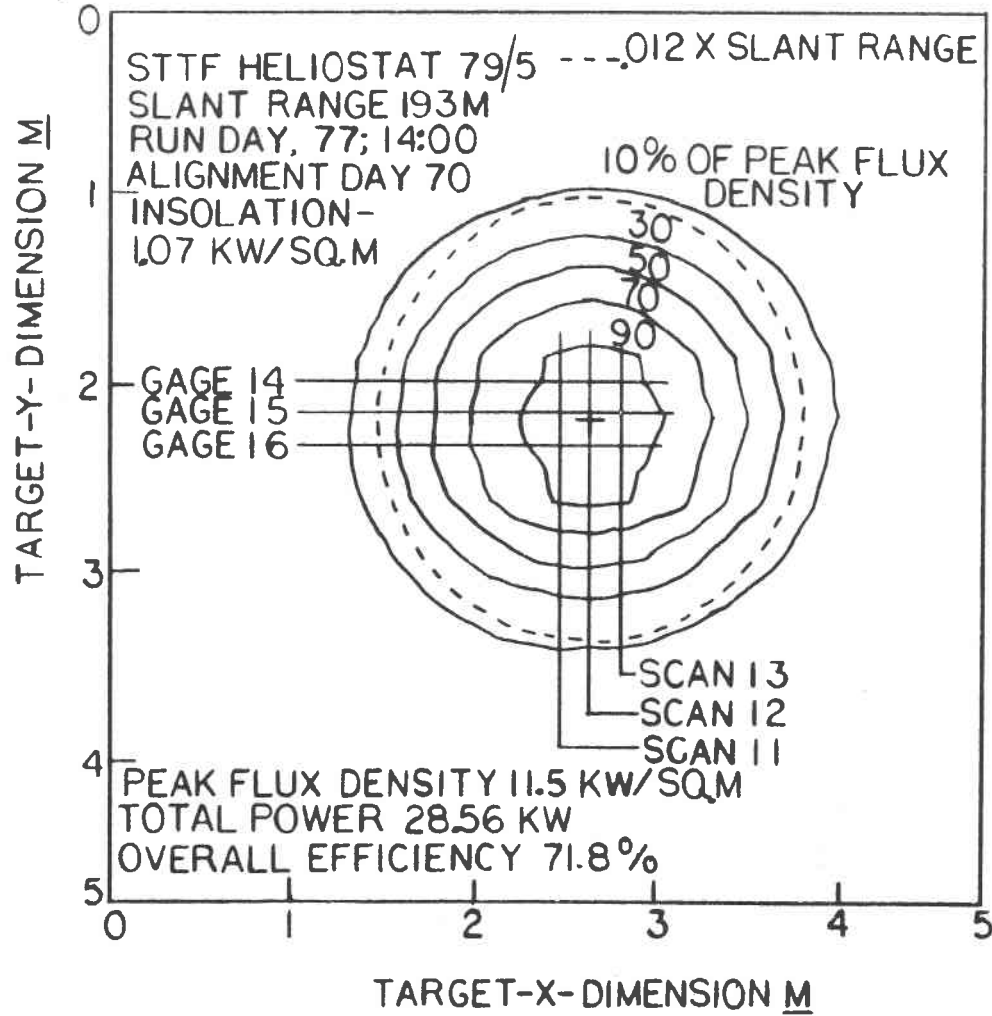 0
STTF HELIOSTAT 79/5
---.012 X SLANT RANGE
SLANT RANGE 193M
RUN DAY, 77; 14:00
ALIGNMENT DAY 70
INSOLATION-
1.07 KW/SQ.M
10% OF PEAK FLUX
DENSITY
30
50
70
90
1
2
3
4
5
TARGET-Y-DIMENSION M
GAGE 14
GAGE 15
GAGE 16
SCAN 13
SCAN 12
SCAN 11
PEAK FLUX DENSITY 11.5 KW/SQ.M
TOTAL POWER 28.56 KW
OVERALL EFFICIENCY 71.8%
0 1 2 3 4 5
TARGET-X-DIMENSION M